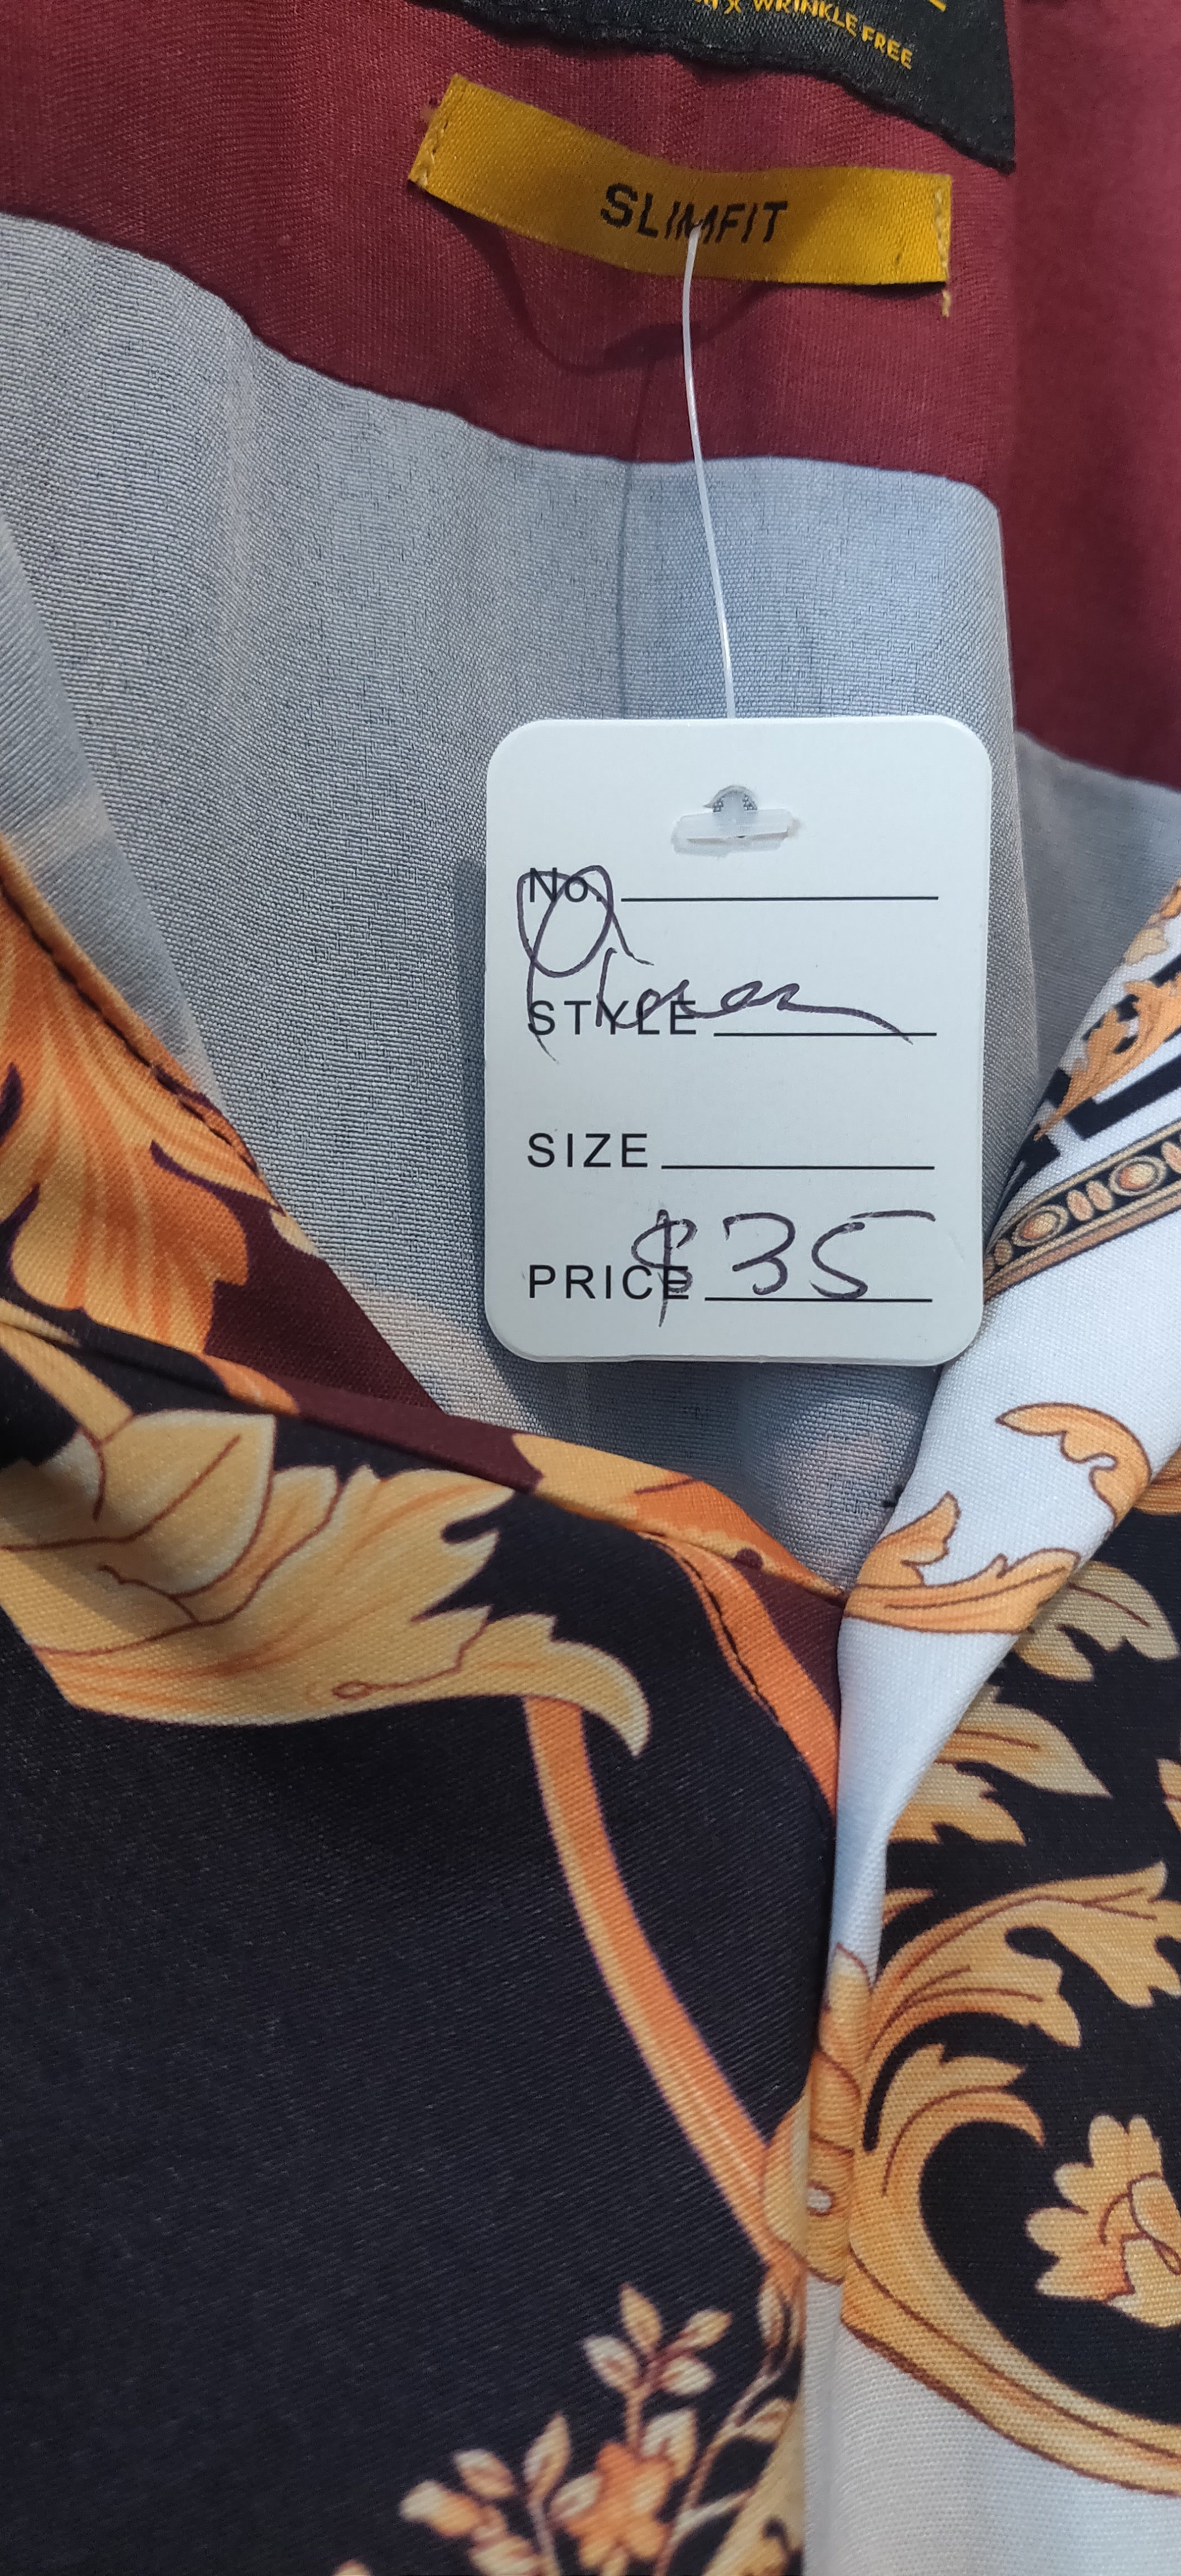 X WRINKLE FREE
SLIMFIT
No.
STYLE
SIZE
PRICE $35